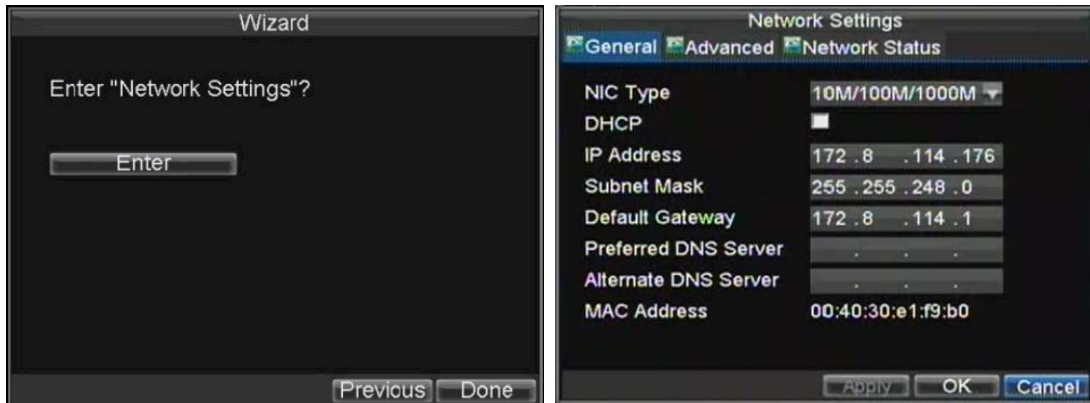 Wizard
Enter "Network Settings"?
Enter
Previous Done
Network Settings
General Advanced Network Status
NIC Type 10M/100M/1000M
DHCP
IP Address 172 .8 .114 .176
Subnet Mask 255 .255 .248 .0
Default Gateway 172 .8 .114 .1
Preferred DNS Server . . .
Alternate DNS Server . . .
MAC Address 00:40:30:e1:f9:b0
Apply OK Cancel